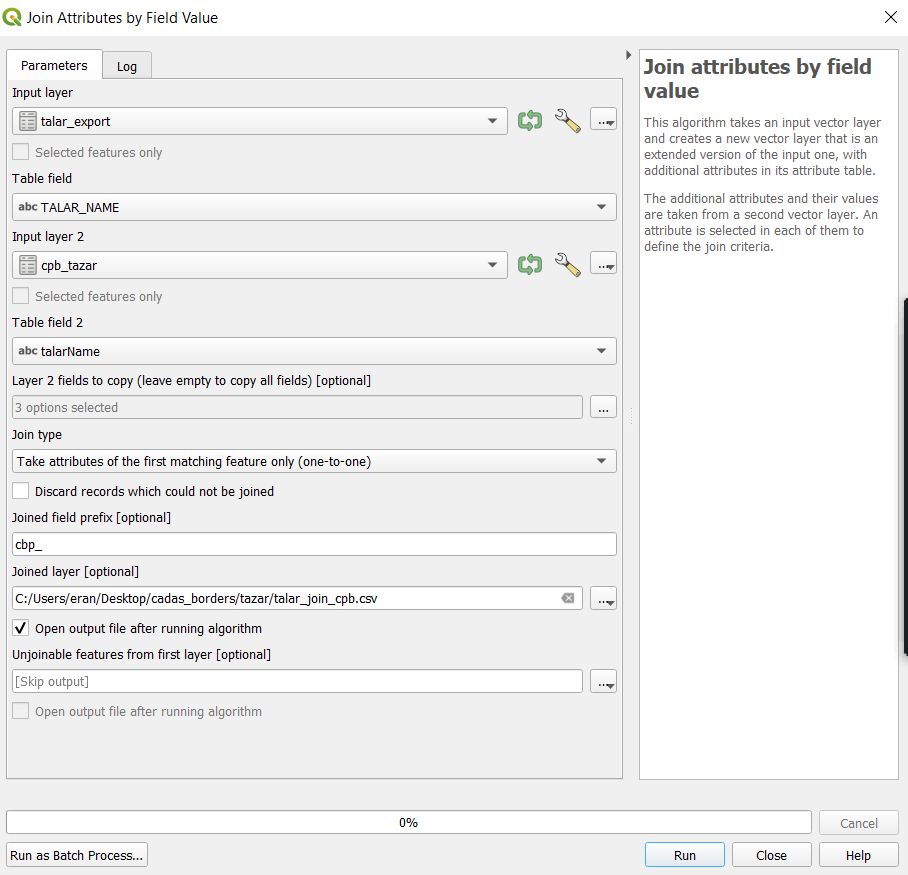 Join Attributes by Field Value
Parameters
Log
Input layer
talar_export
...
Selected features only
Table field
abc TALAR_NAME
Input layer 2
cpb_tazar
...
Selected features only
Table field 2
abc talarName
Layer 2 fields to copy (leave empty to copy all fields) [optional]
3 options selected
...
Join type
Take attributes of the first matching feature only (one-to-one)
Discard records which could not be joined
Joined field prefix [optional]
cbp_
Joined layer [optional]
C:/Users/eran/Desktop/cadas_borders/tazar/talar_join_cpb.csv
...
Open output file after running algorithm
Unjoinable features from first layer [optional]
[Skip output]
...
Open output file after running algorithm
Join attributes by field
value
This algorithm takes an input vector layer
and creates a new vector layer that is an
extended version of the input one, with
additional attributes in its attribute table.
The additional attributes and their values
are taken from a second vector layer. An
attribute is selected in each of them to
define the join criteria.
0%
Cancel
Run as Batch Process...
Run
Close
Help